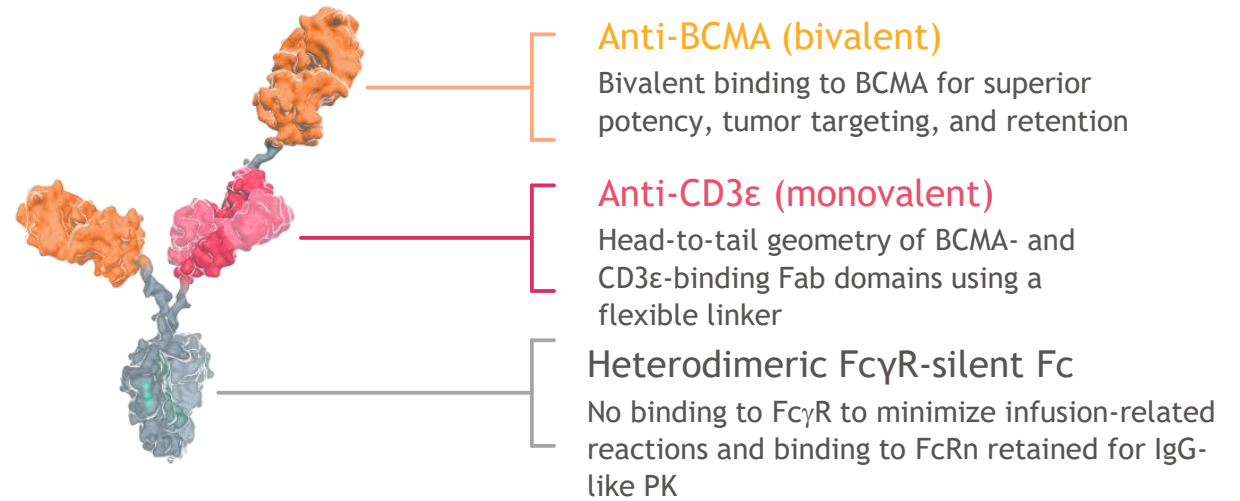 Anti-BCMA (bivalent)
Bivalent binding to BCMA for superior
potency, tumor targeting, and retention
Anti-CD3ε (monovalent)
Head-to-tail geometry of BCMA- and
CD3ε-binding Fab domains using a
flexible linker
Heterodimeric FcγR-silent Fc
No binding to FcγR to minimize infusion-related
reactions and binding to FcRn retained for IgG-
like PK